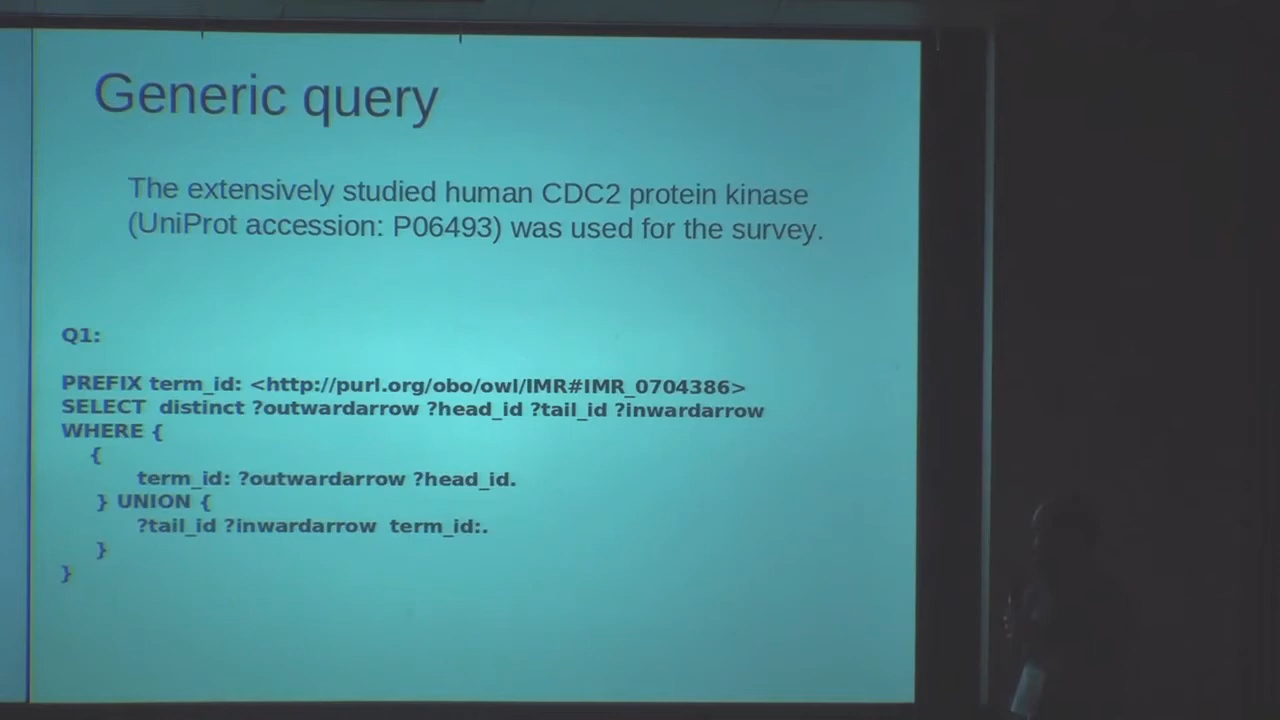 Generic query
The extensively studied human CDC2 protein kinase
(UniProt accession: P06493) was used for the survey.
Q1:
PREFIX term_id: <http://purl.org/obo/owl/IMR#IMR_0704386>
SELECT  distinct ?outwardarrow ?head_id ?tail_id ?inwardarrow
WHERE {
{
term_id: ?outwardarrow ?head_id.
} UNION {
?tail_id ?inwardarrow  term_id:.
}
}